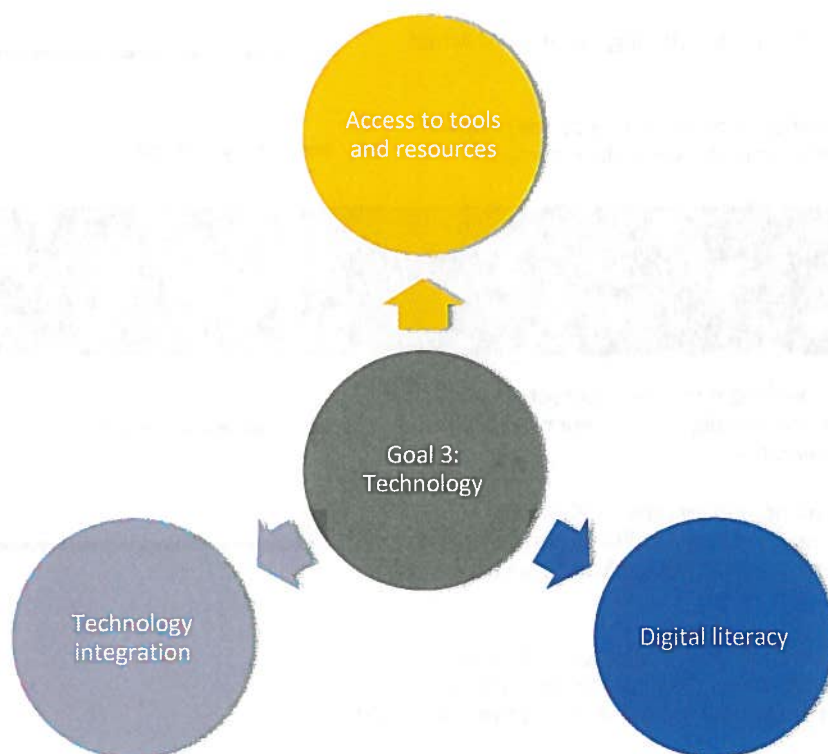 Access to tools
and resources
Goal 3:
Technology
Technology
integration
Digital literacy